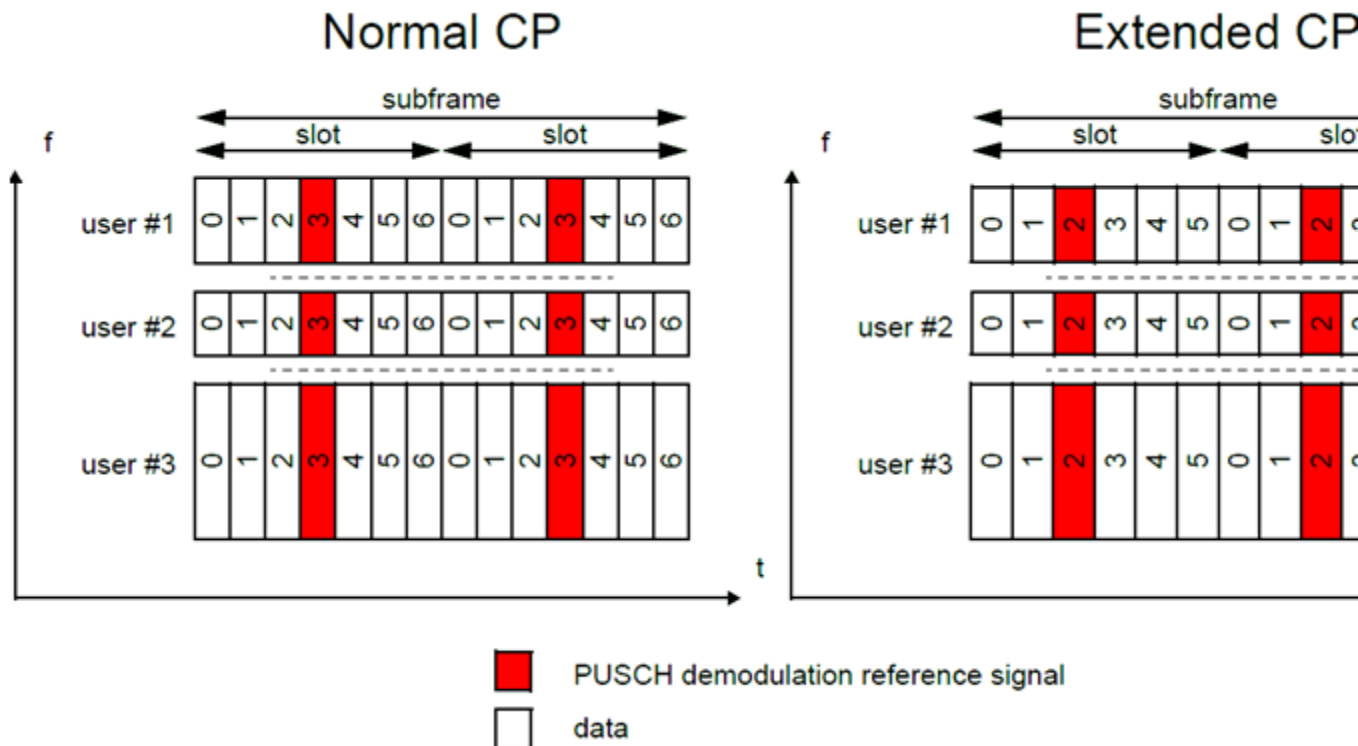 Normal CP
Extended CP
subframe
subframe
slot slot
slot slot
f
f
user #1 0 1 2 3 4 5 6 0 1 2 3 4 5 6
user #1 0 1 2 3 4 5 0 1 2
user #2 0 1 2 3 4 5 6 0 1 2 3 4 5 6
user #2 0 1 2 3 4 5 0 1 2
user #3 0 1 2 3 4 5 6 0 1 2 3 4 5 6
user #3 0 1 2 3 4 5 0 1 2
t
PUSCH demodulation reference signal
data